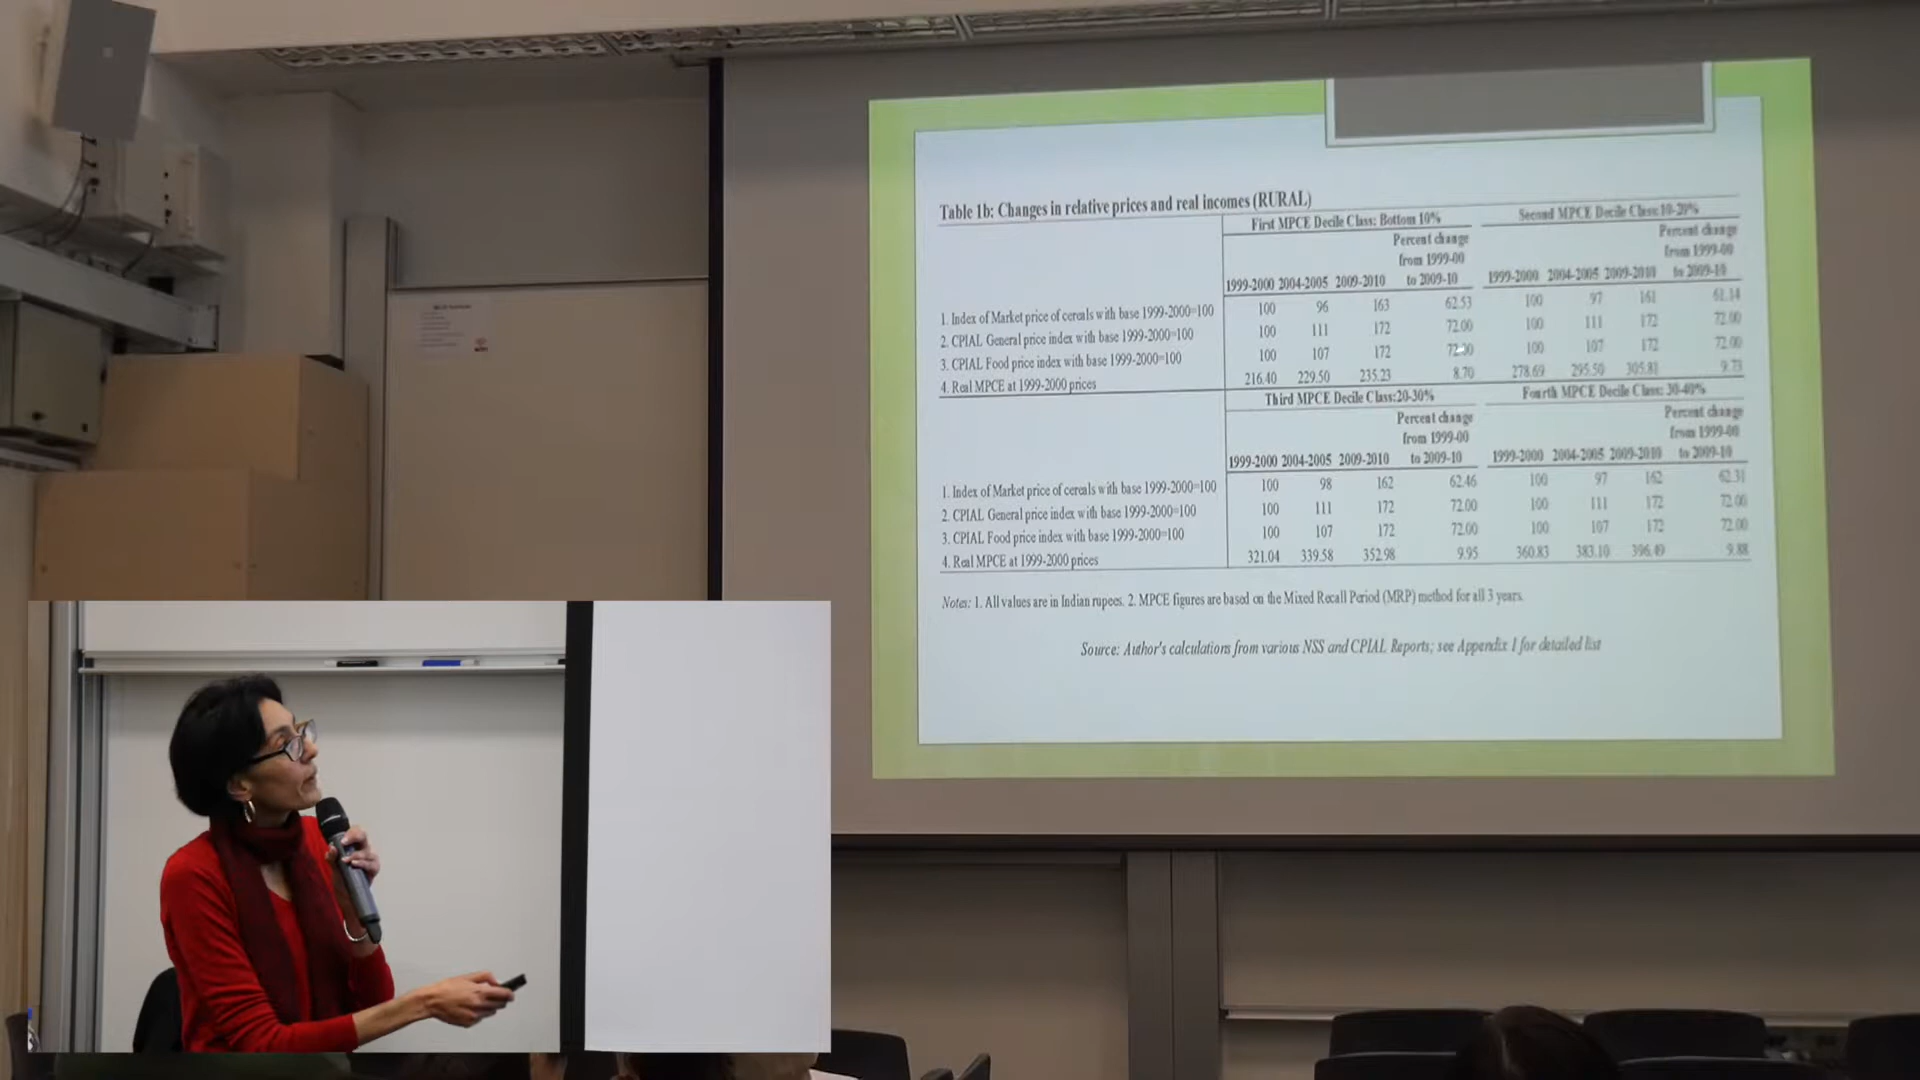 Table 1b: Changes in relative prices and real incomes (RURAL)
First MPCE Decile Class: Bottom 10% Second MPCE Decile Class:10-20%
Percent change Percent change
from 1999-00 from 1999-00
1999-2000 2004-2005 2009-2010 to 2009-10 1999-2000 2004-2005 2009-2010 to 2009-10
1. Index of Market price of cereals with base 1999-2000=100 100 96 163 62.53 100 97 161 61.14
2. CPIAL General price index with base 1999-2000=100 100 111 172 72.00 100 111 172 72.00
3. CPIAL Food price index with base 1999-2000=100 100 107 172 72.00 100 107 172 72.00
4. Real MPCE at 1999-2000 prices 216.40 229.50 235.23 8.70 278.69 295.50 305.81 9.73
Third MPCE Decile Class:20-30% Fourth MPCE Decile Class: 30-40%
Percent change Percent change
from 1999-00 from 1999-00
1999-2000 2004-2005 2009-2010 to 2009-10 1999-2000 2004-2005 2009-2010 to 2009-10
1. Index of Market price of cereals with base 1999-2000=100 100 98 162 62.46 100 97 162 62.31
2. CPIAL General price index with base 1999-2000=100 100 111 172 72.00 100 111 172 72.00
3. CPIAL Food price index with base 1999-2000=100 100 107 172 72.00 100 107 172 72.00
4. Real MPCE at 1999-2000 prices 321.04 339.58 352.98 9.95 360.83 383.10 396.49 9.88
Notes: 1. All values are in Indian rupees. 2. MPCE figures are based on the Mixed Recall Period (MRP) method for all 3 years.
Source: Author's calculations from various NSS and CPIAL Reports; see Appendix 1 for detailed list